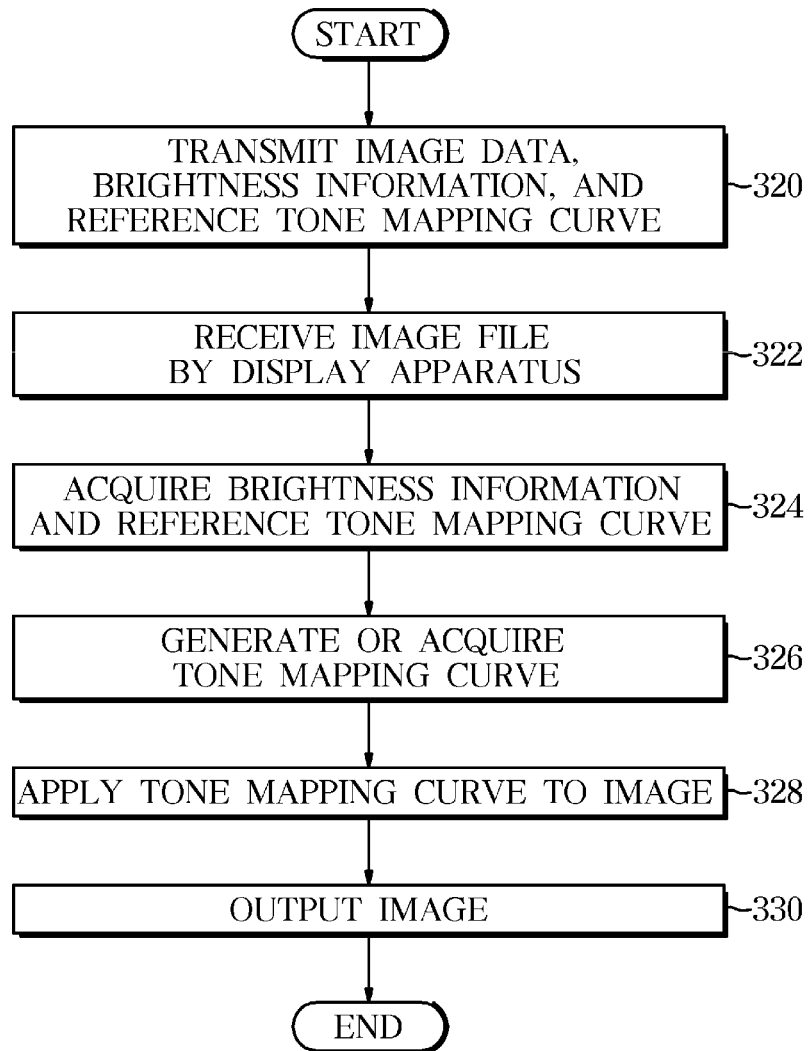 START
TRANSMIT IMAGE DATA,
BRIGHTNESS INFORMATION, AND
REFERENCE TONE MAPPING CURVE
320
RECEIVE IMAGE FILE
BY DISPLAY APPARATUS
322
ACQUIRE BRIGHTNESS INFORMATION
AND REFERENCE TONE MAPPING CURVE
324
GENERATE OR ACQUIRE
TONE MAPPING CURVE
326
APPLY TONE MAPPING CURVE TO IMAGE
328
OUTPUT IMAGE
330
END